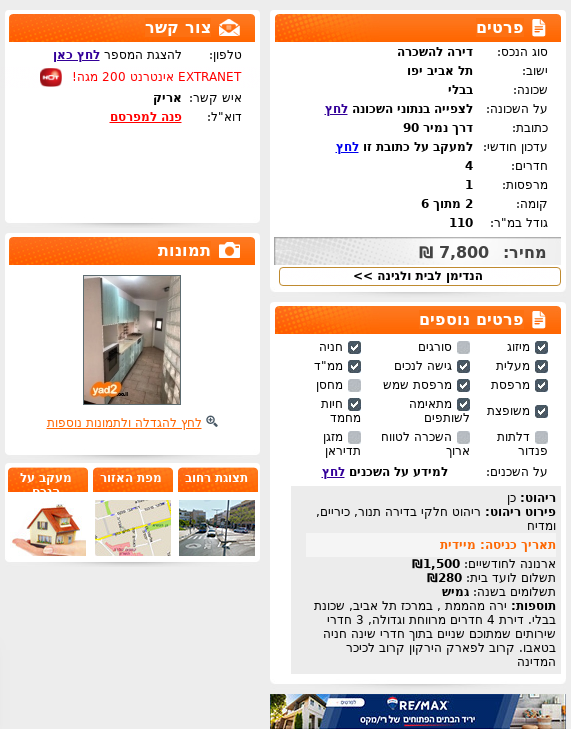 פרטים
סוג הנכס: דירה להשכרה
ישוב: תל אביב יפו
שכונה: בבלי
על השכונה: לצפייה בנתוני השכונה לחץ
כתובת: דרך נמיר 90
עדכון חודשי: למעקב על כתובת זו לחץ
חדרים: 4
מרפסות: 1
קומה: 2 מתוך 6
גודל במ"ר: 110
מחיר: 7,800 ₪
הנדימן לבית ולגינה >>
פרטים נוספים
מיזוג סורגים חניה
מעלית גישה לנכים ממ"ד
מרפסת מרפסת שמש מחסן
משופצת מתאימה לשותפים חיות מחמד
דלתות פנדור השכרה לטווח ארוך מזגן תדיראן
על השכנים: למידע על השכנים לחץ
ריהוט: כן
פירוט ריהוט: ריהוט חלקי בדירה תנור, כיריים,
ומדיח
תאריך כניסה: מיידית
ארנונה לחודשיים: 1,500₪
תשלום לועד בית: 280₪
תשלומים בשנה: גמיש
תוספות: ירה מהממת , במרכז תל אביב, שכונת
בבלי. דירת 4 חדרים מרווחת וגדולה, 3 חדרי
שירותים שמתוכם שניים בתוך חדרי שינה חניה
בטאבו. קרוב לפארק הירקון קרוב לכיכר
המדינה
RE/MAX
יריד הבתים הפתוחים של רי/מקס
צור קשר
טלפון: להצגת המספר לחץ כאן
EXTRANET אינטרנט 200 מגה!
HOT
איש קשר: אריק
דוא"ל: פנה למפרסם
תמונות
yad2
לחץ להגדלה ולתמונות נוספות
תצוגת רחוב
מפת האזור
מעקב על